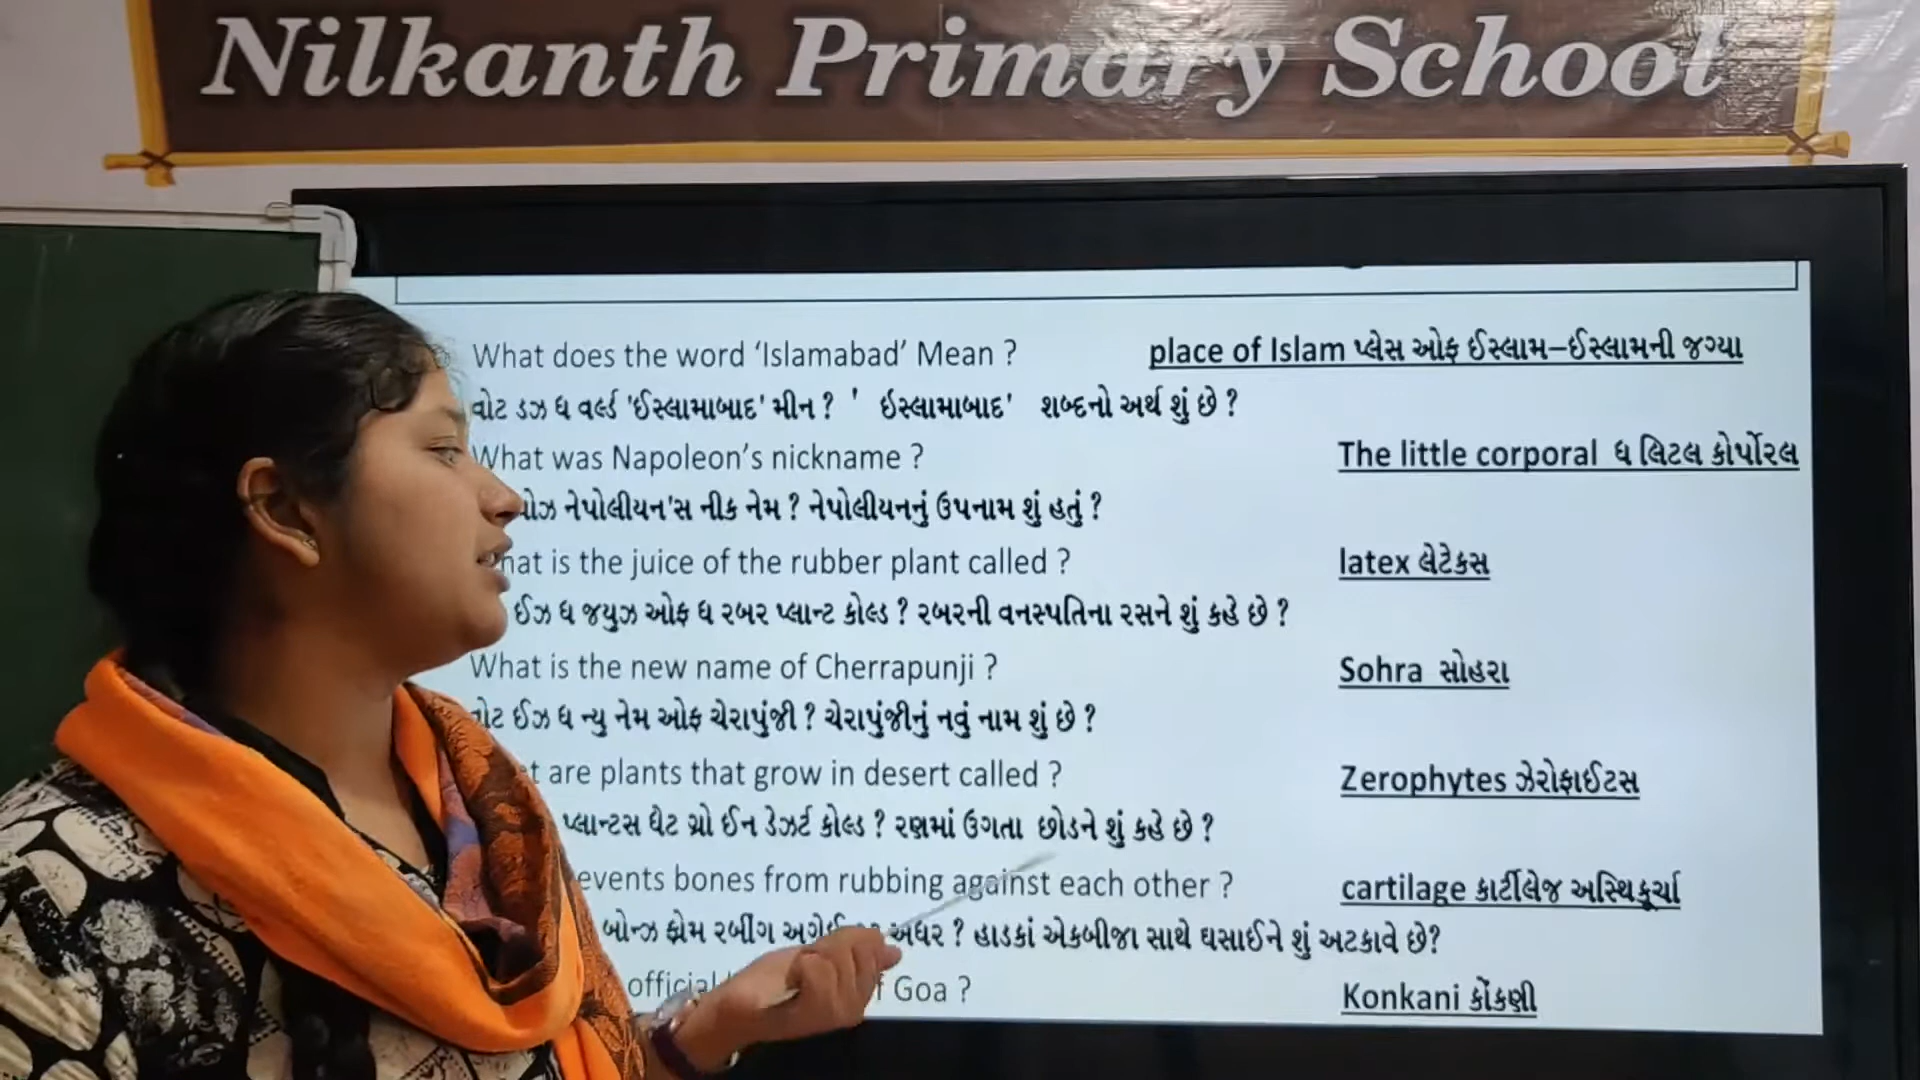 Nilkanth Primary School
What does the word ‘Islamabad’ Mean ? place of Islam પ્લેસ ઓફ ઈસ્લામ–ઈસ્લામની જગ્યા
વોટ ડઝ ધ વર્લ્ડ 'ઈસ્લામાબાદ' મીન ? ' ઇસ્લામાબાદ' શબ્દનો અર્થ શું છે ?
What was Napoleon’s nickname ? The little corporal ધ લિટલ કોર્પોરલ
નેપોલીયન'સ નીક નેમ ? નેપોલીયનનું ઉપનામ શું હતું ?
is the juice of the rubber plant called ? latex લેટેકસ
ઈઝ ધ જયુઝ ઓફ ધ રબર પ્લાન્ટ કોલ્ડ ? રબરની વનસ્પતિના રસને શું કહે છે ?
What is the new name of Cherrapunji ? Sohra સોહરા
ઈઝ ધ ન્યુ નેમ ઓફ ચેરાપુંજી ? ચેરાપુંજીનું નવું નામ શું છે ?
are plants that grow in desert called ? Zerophytes ઝેરોફાઈટસ
પ્લાન્ટસ ધૈટ ગ્રો ઈન ડેઝર્ટ કોલ્ડ ? રણમાં ઉગતા છોડને શું કહે છે ?
bones from rubbing against each other ? cartilage કાર્ટીલેજ અસ્થિકૂર્ચા
બોન્ઝ ફ્રોમ રબીંગ અધર ? હાડકાં એકબીજા સાથે ઘસાઈને શું અટકાવે છે?
official Goa ? Konkani કોંકણી